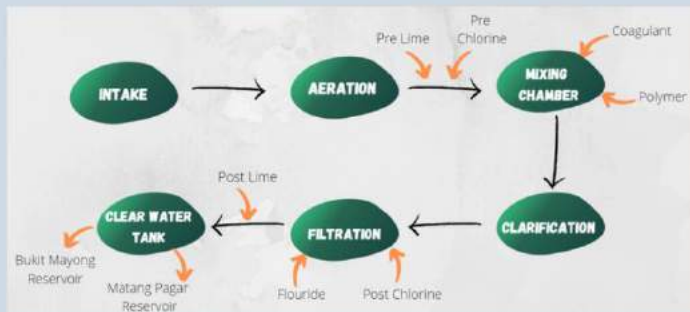 Pre Lime
Pre
Chlorine
Coagulant
INTAKE
AERATION
MIXING
CHAMBER
Polymer
Post Lime
CLEAR WATER
TANK
FILTRATION
CLARIFICATION
Bukit Mayong
Reservoir
Matang Pagar
Reservoir
Flouride
Post Chlorine